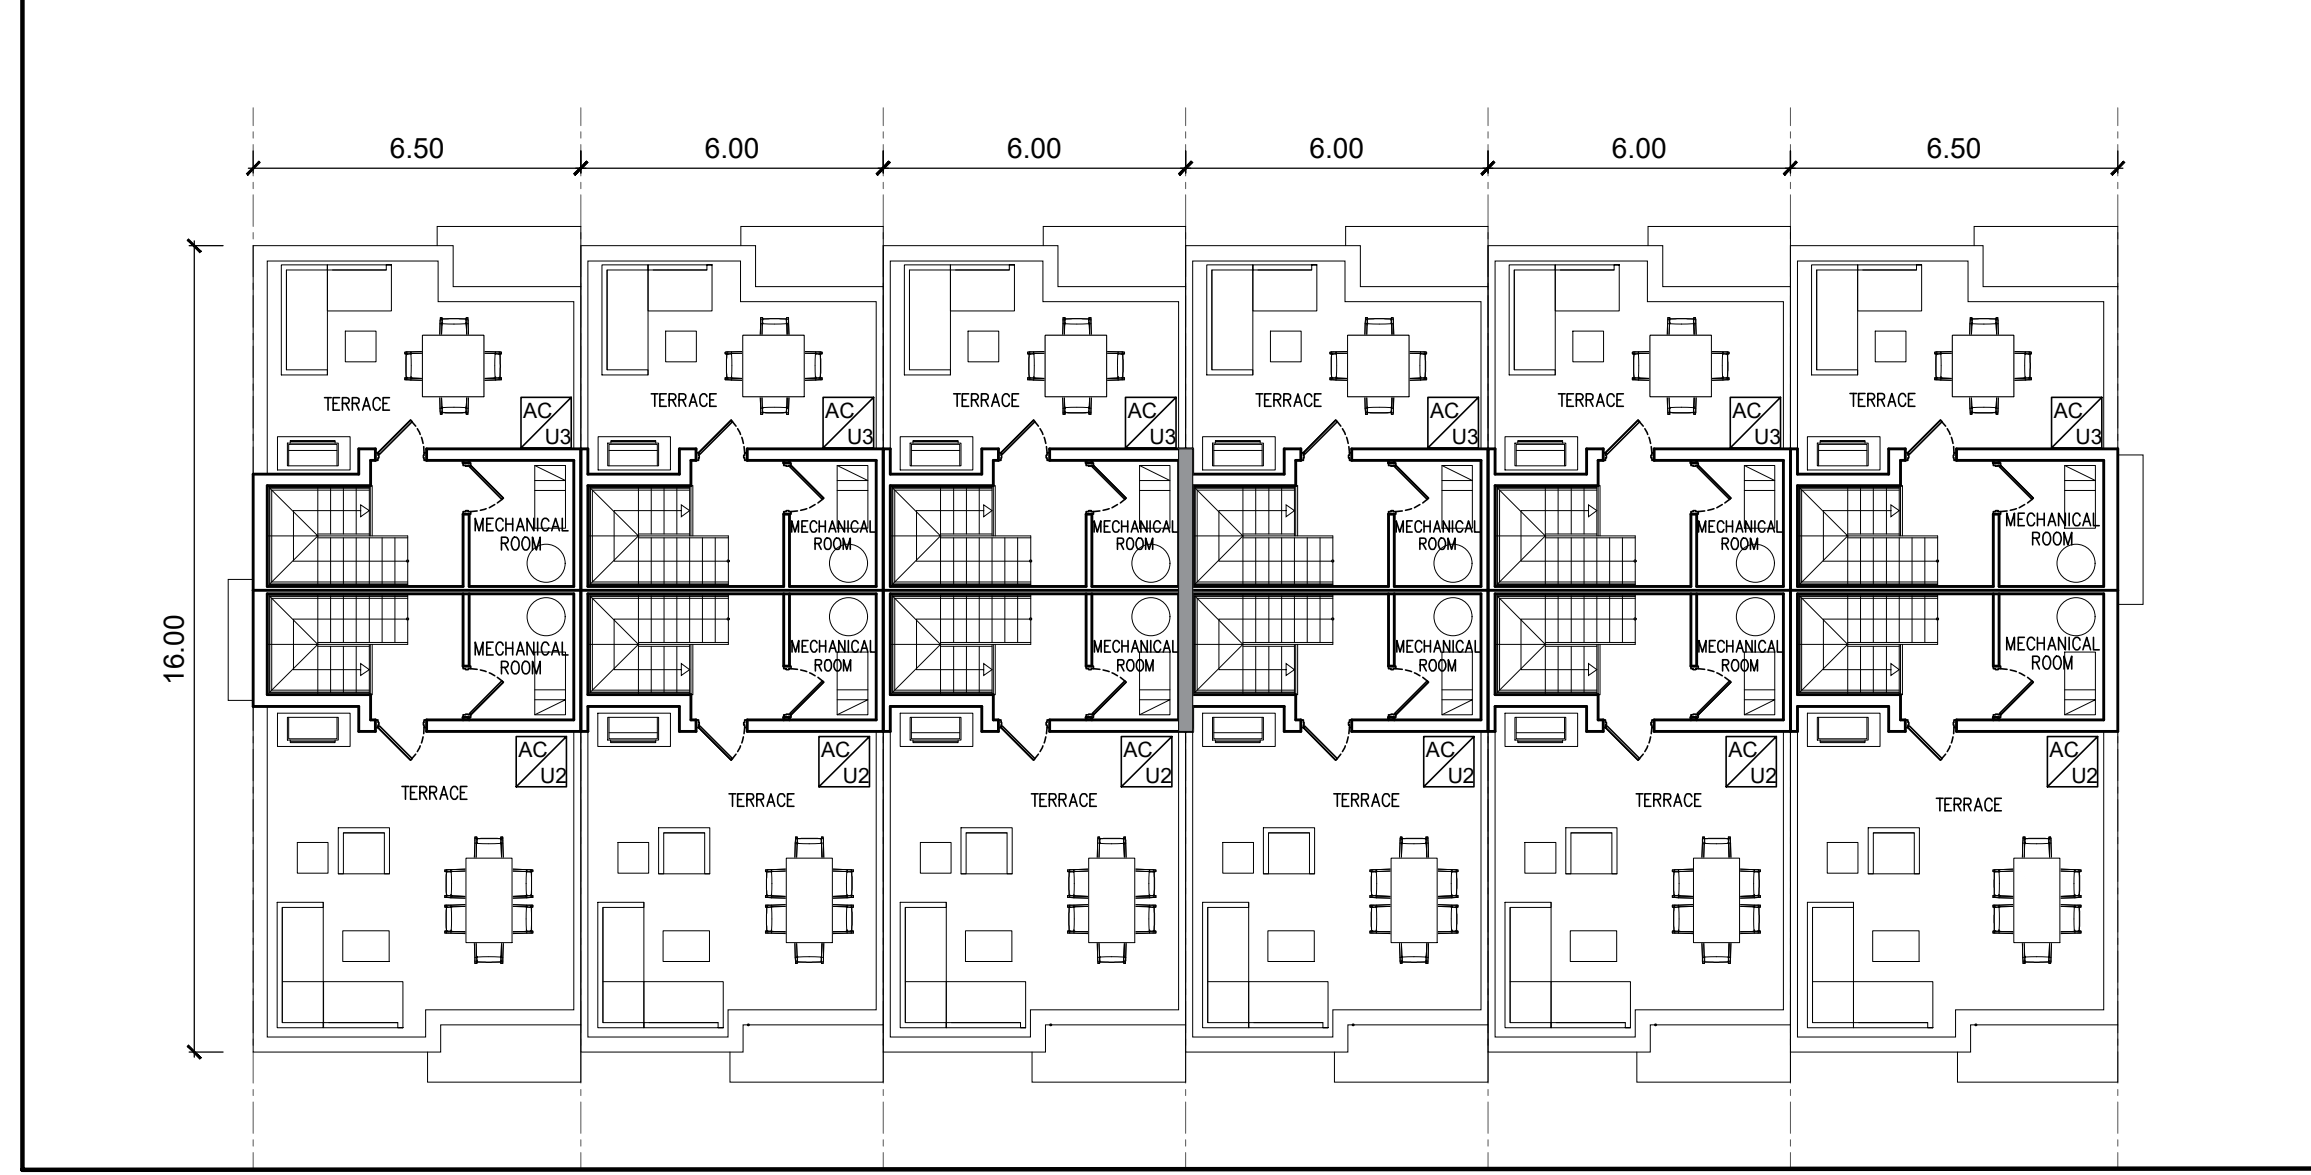 6.50 6.00 6.00 6.00 6.00 6.50
TERRACE TERRACE TERRACE TERRACE TERRACE TERRACE
AC AC AC AC AC AC
U3 U3 U3 U3 U3 U3
MECHANICAL MECHANICAL MECHANICAL MECHANICAL MECHANICAL MECHANICAL
ROOM ROOM ROOM ROOM ROOM ROOM
16.00
MECHANICAL MECHANICAL MECHANICAL MECHANICAL MECHANICAL MECHANICAL
ROOM ROOM ROOM ROOM ROOM ROOM
AC AC AC AC AC AC
U2 U2 U2 U2 U2 U2
TERRACE TERRACE TERRACE TERRACE TERRACE TERRACE